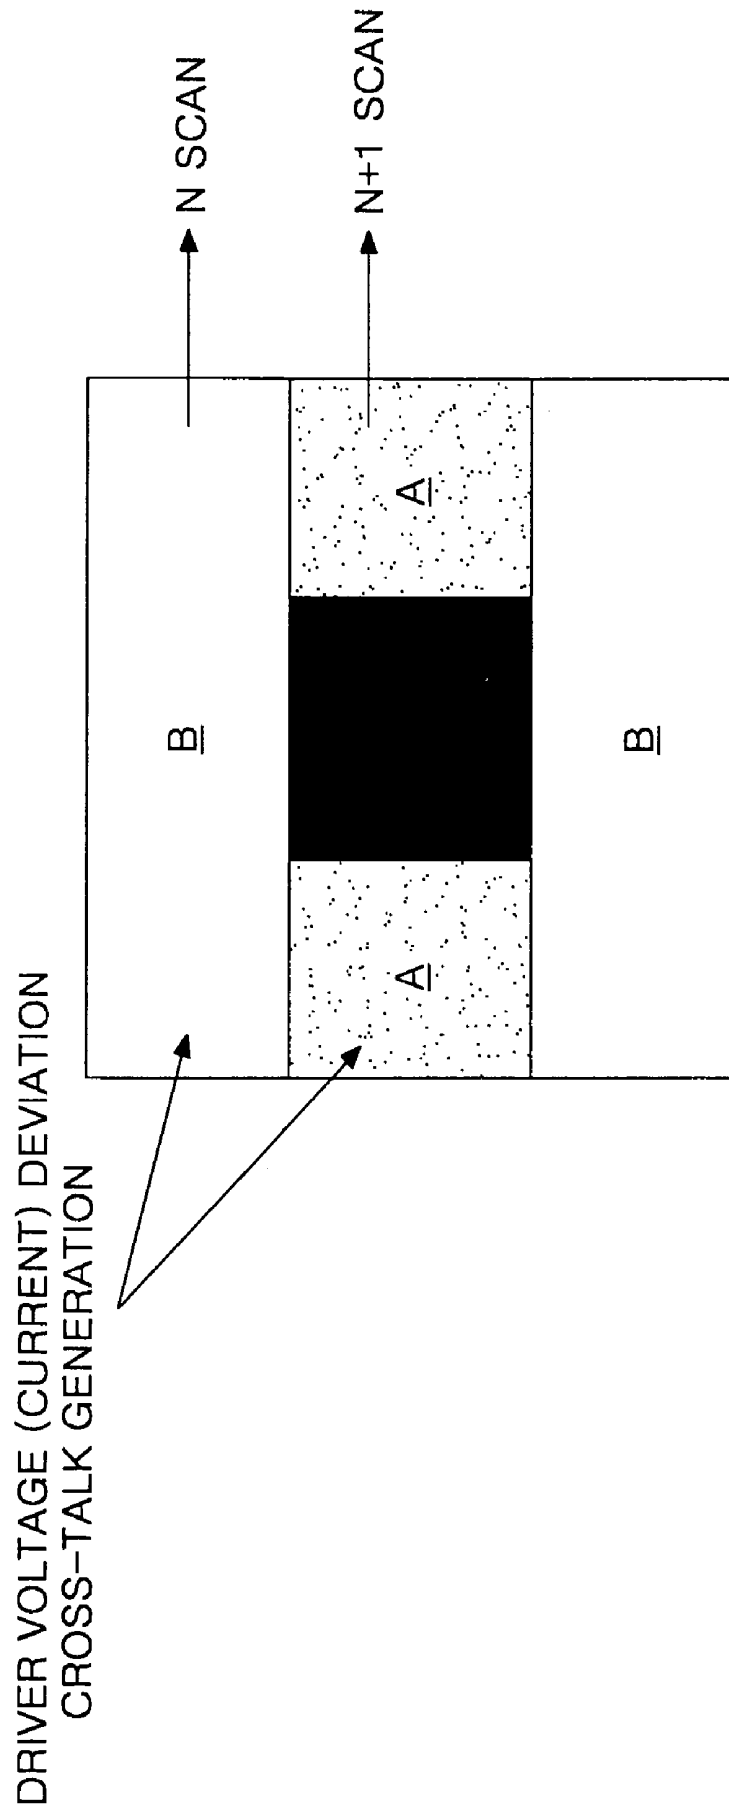 DRIVER VOLTAGE (CURRENT) DEVIATION
CROSS-TALK GENERATION
B
N SCAN
A
A
N+1 SCAN
B